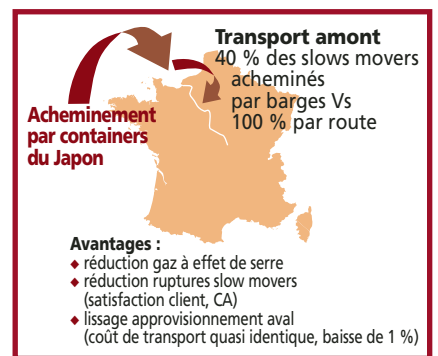 Transport amont
40 % des slows movers
acheminés
par barges Vs
100 % par route
Acheminement
par containers
du Japon
Avantages :
◆ réduction gaz à effet de serre
◆ réduction ruptures slow movers
(satisfaction client, CA)
◆ lissage approvisionnement aval
(coût de transport quasi identique, baisse de 1 %)